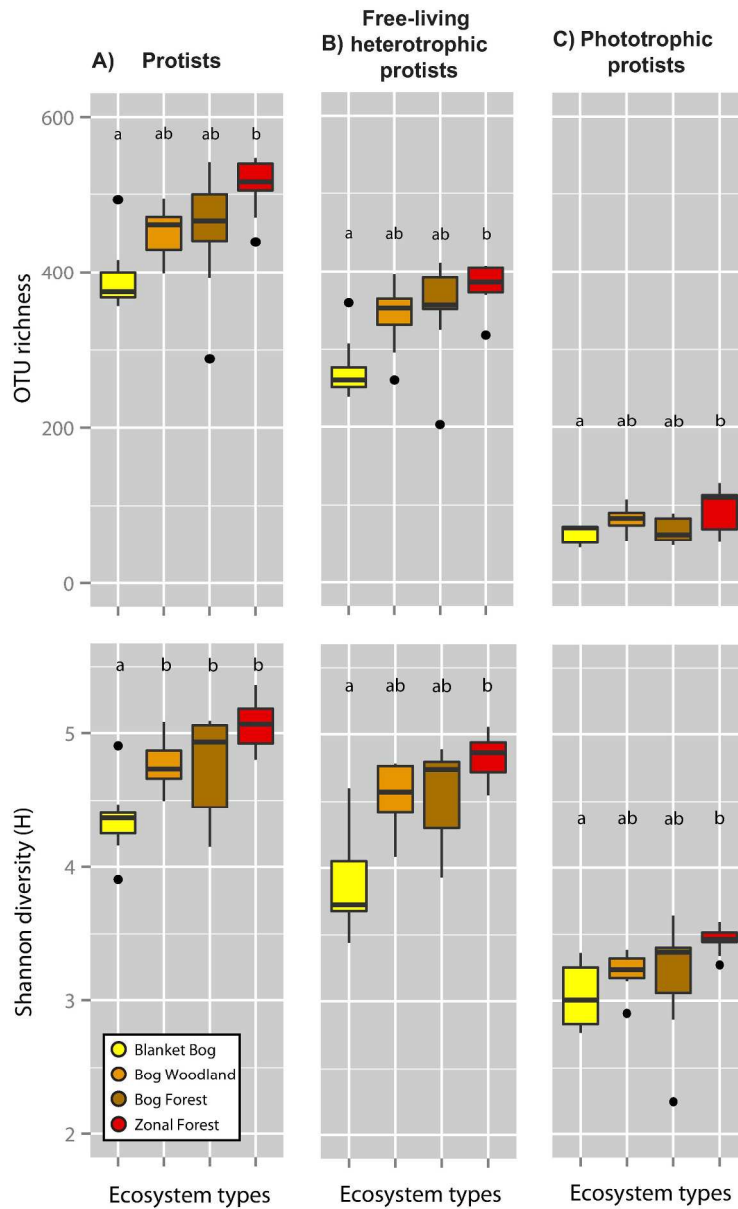 A) Protists
Free-living
B) heterotrophic
protists
C) Phototrophic
protists
OTU richness
600
400
200
0
a ab ab b
a ab ab b
a ab ab b
Shannon diversity (H)
5
4
3
2
a b b b
a ab ab b
a ab ab b
Blanket Bog
Bog Woodland
Bog Forest
Zonal Forest
Ecosystem types
Ecosystem types
Ecosystem types